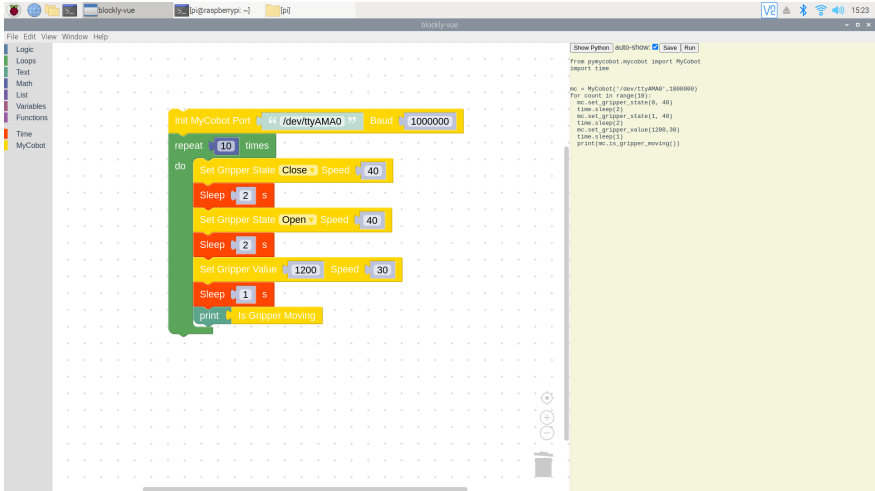 blockly-vue
[pi@raspberrypi: ~]
[pi]
V2
15:23
blockly-vue
File Edit View Window Help
Logic
Loops
Text
Math
List
Variables
Functions
Time
MyCobot
Init MyCobot Port “ /dev/ttyAMA0 ” Baud 1000000
repeat 10 times
do
Set Gripper State Close Speed 40
Sleep 2 s
Set Gripper State Open Speed 40
Sleep 2 s
Set Gripper Value 1200 Speed 30
Sleep 1 s
print Is Gripper Moving
Show Python auto-show: Save Run
from pymycobot.mycobot import MyCobot
import time
mc = MyCobot('/dev/ttyAMA0',1000000)
for count in range(10):
mc.set_gripper_state(0, 40)
time.sleep(2)
mc.set_gripper_state(1, 40)
time.sleep(2)
mc.set_gripper_value(1200,30)
time.sleep(1)
print(mc.is_gripper_moving())